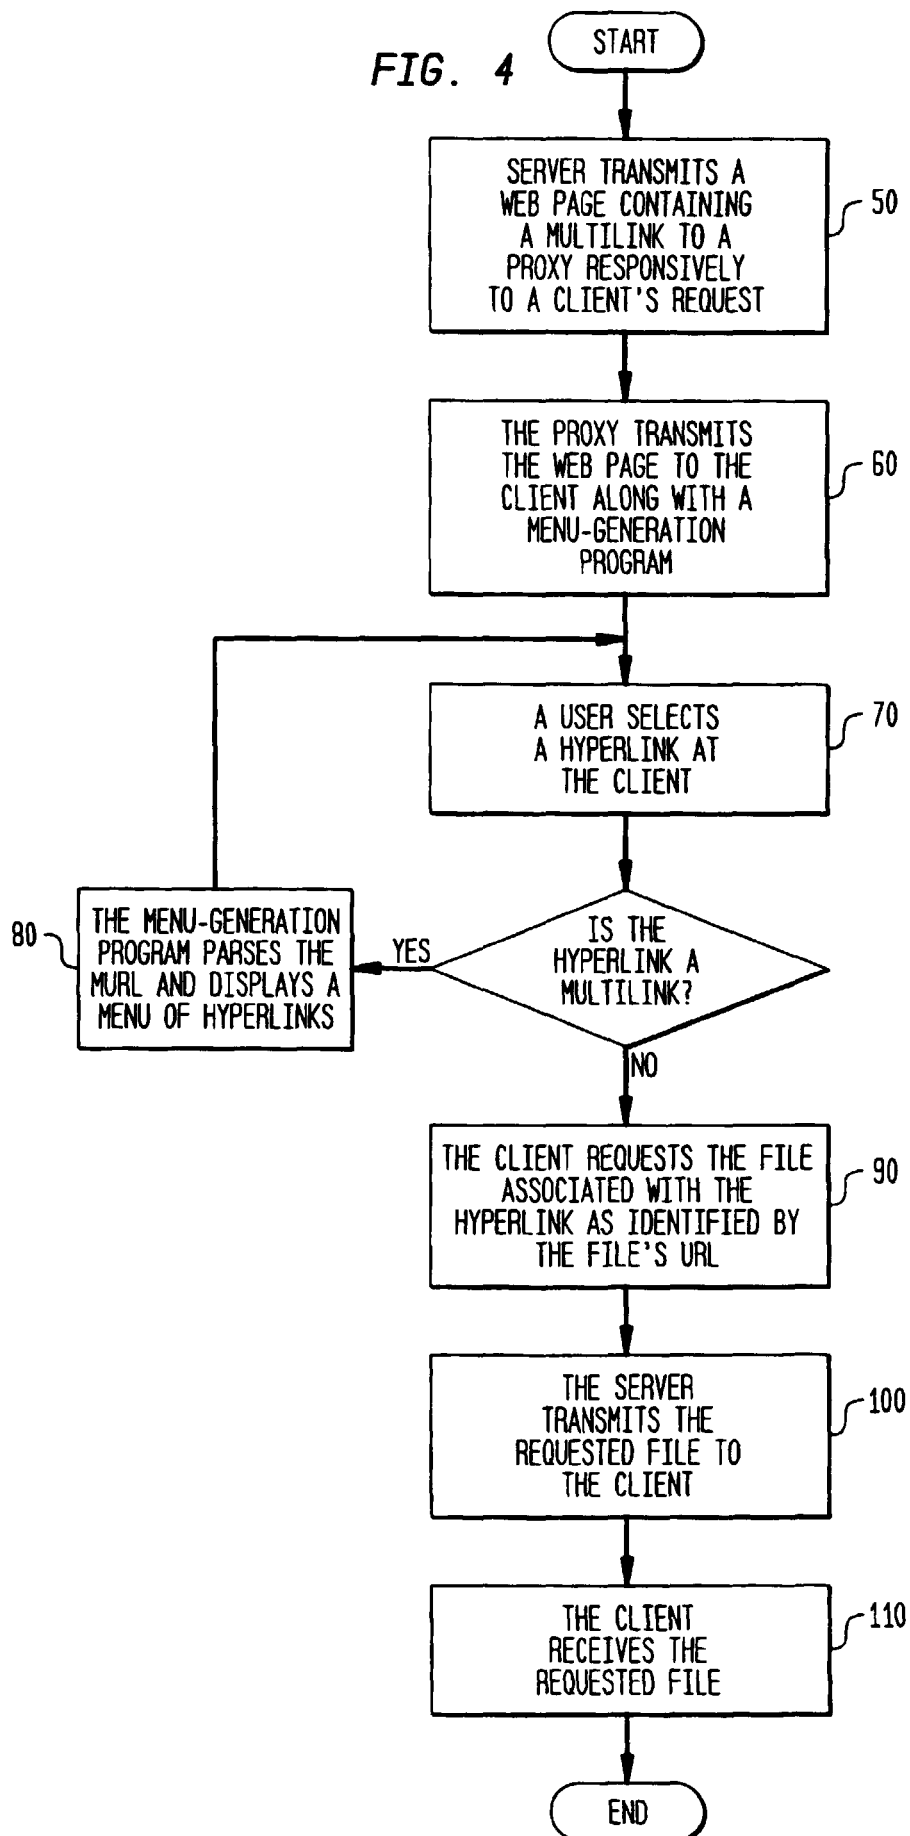 FIG. 4
START
SERVER TRANSMITS A
WEB PAGE CONTAINING
A MULTILINK TO A
PROXY RESPONSIVELY
TO A CLIENT'S REQUEST
50
THE PROXY TRANSMITS
THE WEB PAGE TO THE
CLIENT ALONG WITH A
MENU-GENERATION
PROGRAM
60
A USER SELECTS
A HYPERLINK AT
THE CLIENT
70
IS THE
HYPERLINK A
MULTILINK?
YES
80
THE MENU-GENERATION
PROGRAM PARSES THE
MURL AND DISPLAYS A
MENU OF HYPERLINKS
NO
THE CLIENT REQUESTS THE FILE
ASSOCIATED WITH THE
HYPERLINK AS IDENTIFIED BY
THE FILE'S URL
90
THE SERVER
TRANSMITS THE
REQUESTED FILE TO
THE CLIENT
100
THE CLIENT
RECEIVES THE
REQUESTED FILE
110
END